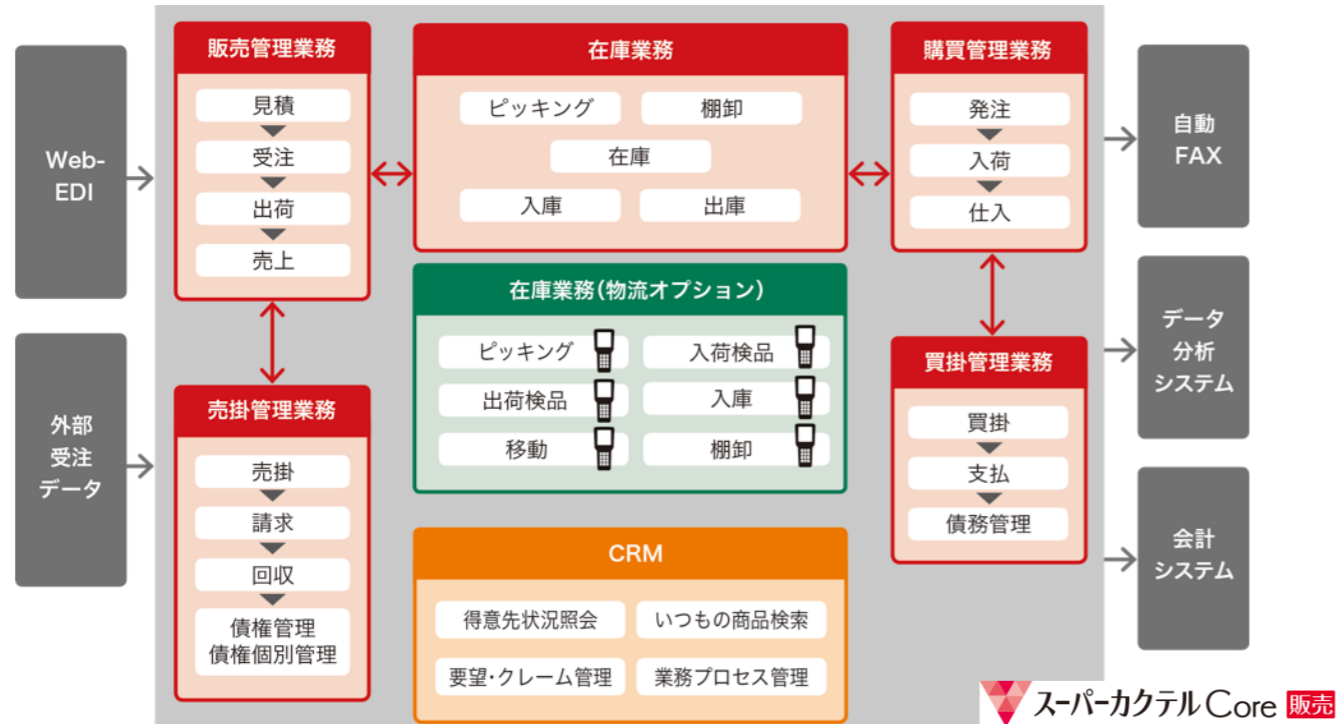 Web-
EDI
外部
受注
データ
販売管理業務
見積
受注
出荷
売上
売掛管理業務
売掛
請求
回収
債権管理
債権個別管理
在庫業務
ピッキング
棚卸
在庫
入庫
出庫
在庫業務(物流オプション)
ピッキング
入荷検品
出荷検品
入庫
移動
棚卸
CRM
得意先状況照会
いつもの商品検索
要望・クレーム管理
業務プロセス管理
購買管理業務
発注
入荷
仕入
買掛管理業務
買掛
支払
債務管理
自動
FAX
データ
分析
システム
会計
システム
スーパーカクテル Core 販売